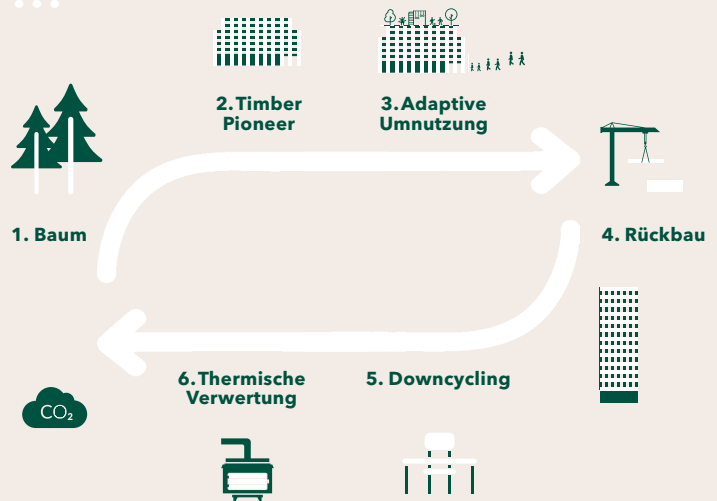 2. Timber
Pioneer
3. Adaptive
Umnutzung
1. Baum
4. Rückbau
6. Thermische
Verwertung
5. Downcycling
CO₂